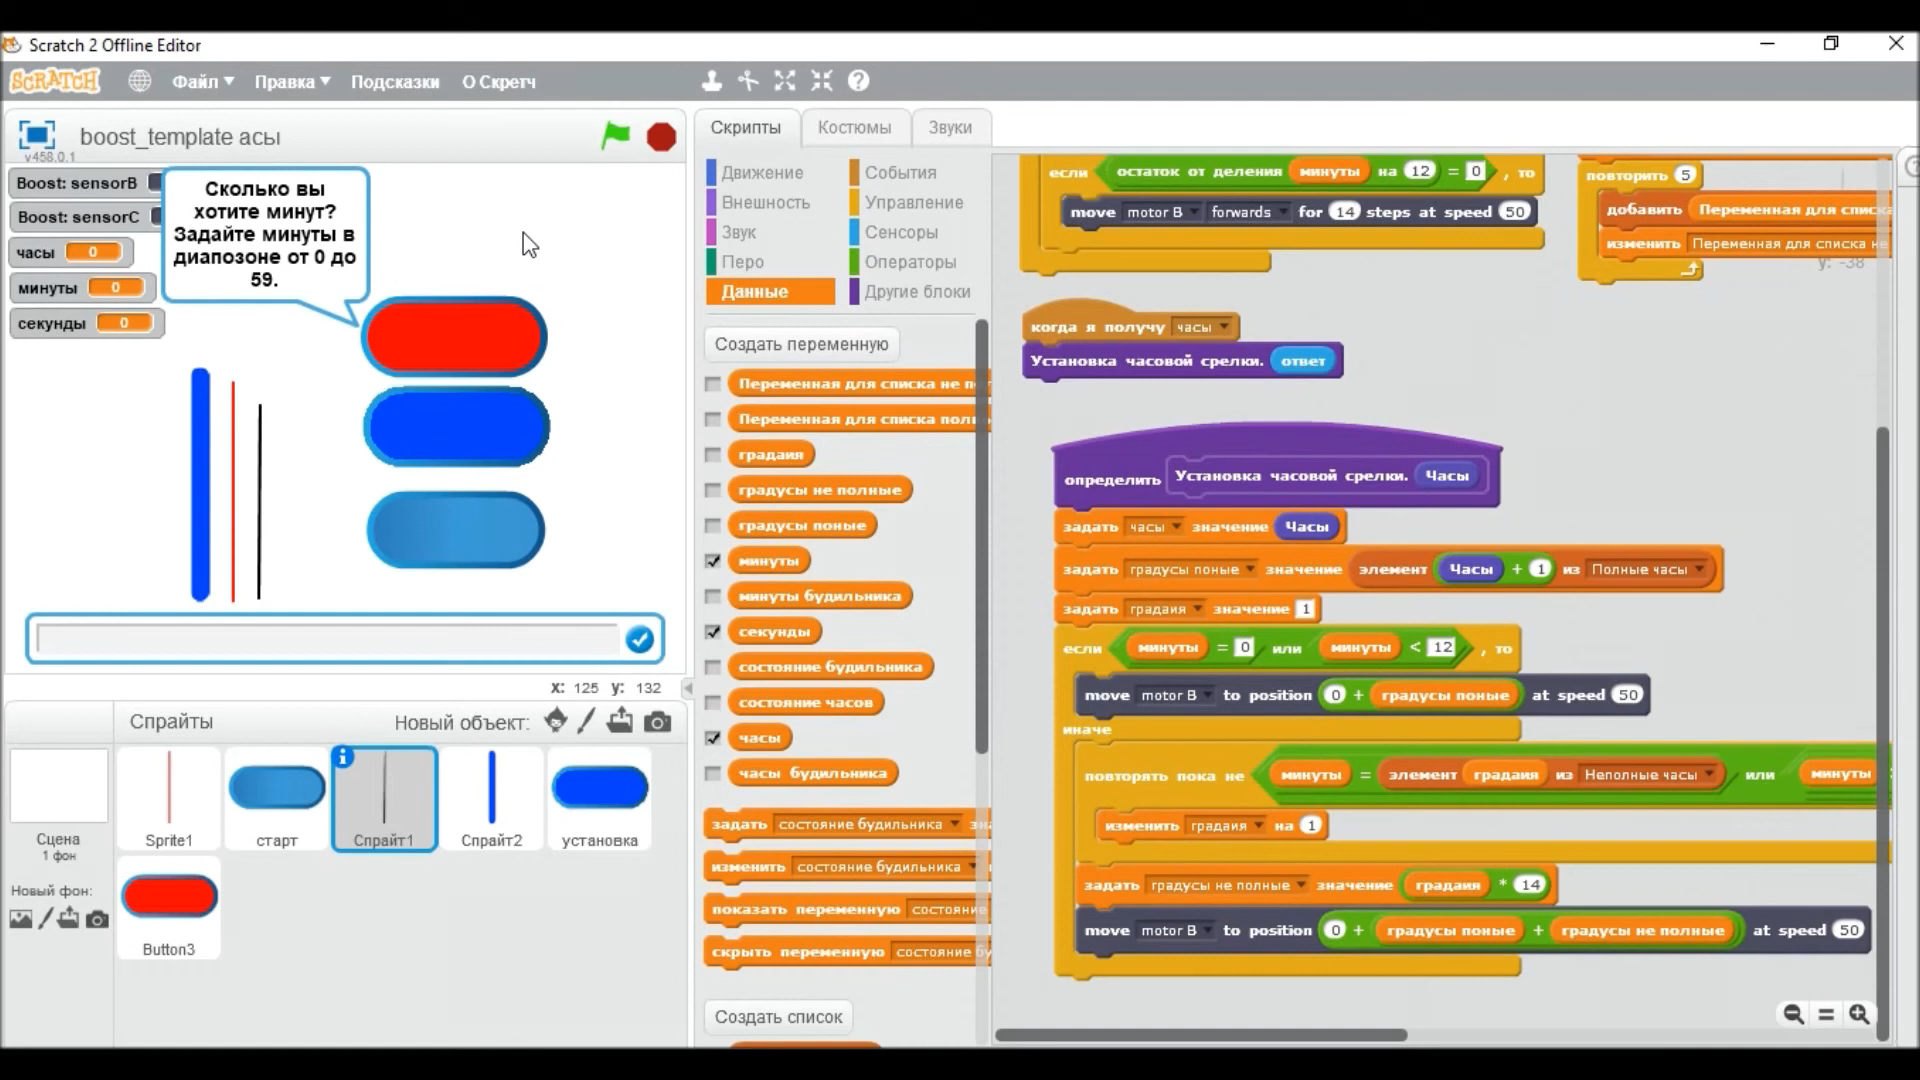 Scratch 2 Offline Editor
SCRATCH
Файл
Правка
Подсказки
О Скретч
boost_template асы
v458.0.1
Boost: sensorB
Boost: sensorC
часы 0
минуты 0
секунды 0
Сколько вы
хотите минут?
Задайте минуты в
диапозоне от 0 до
59.
x: 125 y: 132
Спрайты
Новый объект:
Сцена
1 фон
Новый фон:
Sprite1
старт
Спрайт1
Спрайт2
установка
Button3
Скрипты
Костюмы
Звуки
Движение
Внешность
Звук
Перо
Данные
События
Управление
Сенсоры
Операторы
Другие блоки
Создать переменную
Переменная для списка не
Переменная для списка
градаия
градусы не полные
градусы поные
минуты
минуты будильника
секунды
состояние будильника
состояние часов
часы
часы будильника
задать состояние будильника
изменить состояние будильника
показать переменную
скрыть переменную
Создать список
если остаток от деления минуты на 12 = 0 , то
move motor B forwards for 14 steps at speed 50
повторить 5
добавить Переменная для
изменить Переменная для списка не
y: -38
когда я получу часы
Установка часовой срелки. ответ
определить Установка часовой срелки. Часы
задать часы значение Часы
задать градусы поные значение элемент Часы + 1 из Полные часы
задать градаия значение 1
если минуты = 0 или минуты < 12 , то
move motor B to position 0 + градусы поные at speed 50
иначе
повторять пока не минуты = элемент градаия из Неполные часы или минуты
изменить градаия на 1
задать градусы не полные значение градаия * 14
move motor B to position 0 + градусы поные + градусы не полные at speed 50